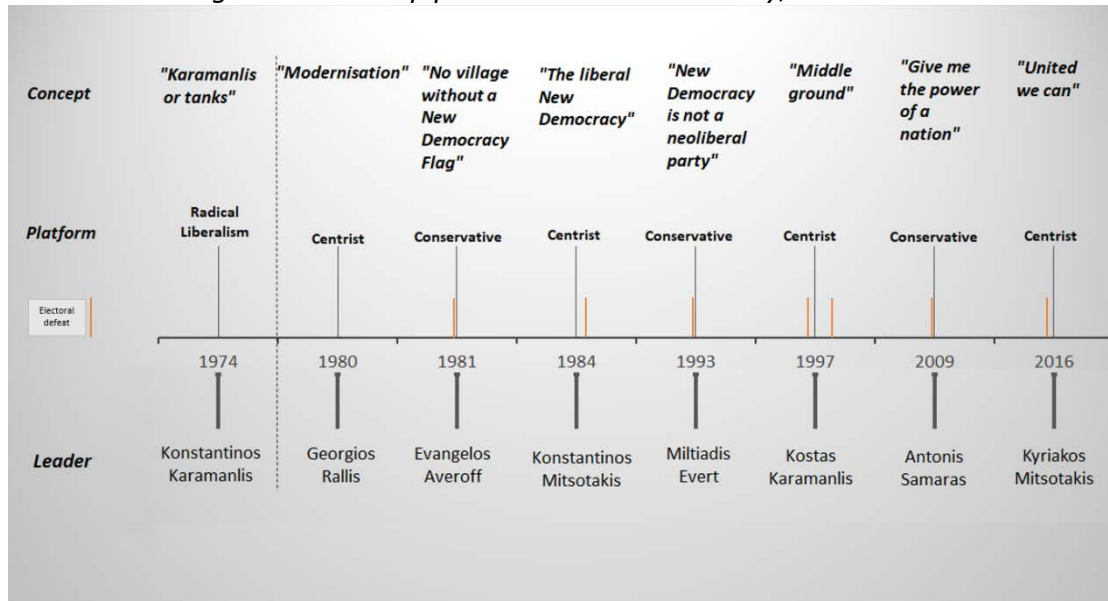 Concept
"Karamanlis
or tanks"
"Modernisation"
"No village
without a
New
Democracy
Flag"
"The liberal
New
Democracy"
"New
Democracy
is not a
neoliberal
party"
"Middle
ground"
"Give me
the power
of a
nation"
"United
we can"
Platform
Radical
Liberalism
Centrist
Conservative
Centrist
Conservative
Centrist
Conservative
Centrist
Electoral
defeat
1974
1980
1981
1984
1993
1997
2009
2016
Leader
Konstantinos
Karamanlis
Georgios
Rallis
Evangelos
Averoff
Konstantinos
Mitsotakis
Miltiadis
Evert
Kostas
Karamanlis
Antonis
Samaras
Kyriakos
Mitsotakis